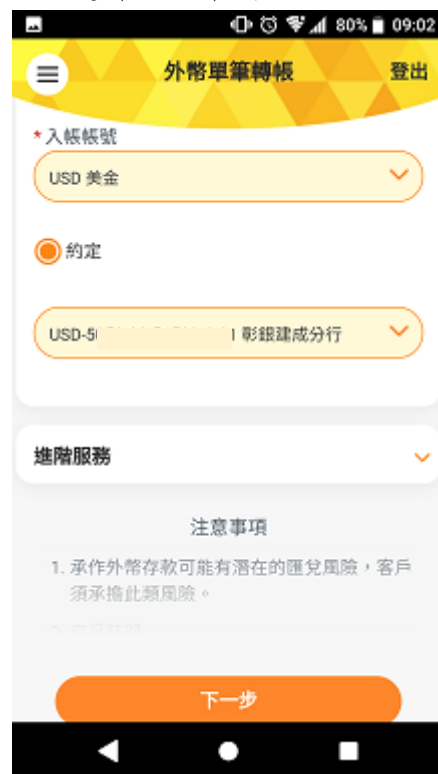 80% 09:02
外幣單筆轉帳 登出
*入帳帳號
USD 美金
約定
USD-5 1 彰銀建成分行
進階服務
注意事項
1. 承作外幣存款可能有潛在的匯兌風險，客戶
須承擔此類風險。
下一步